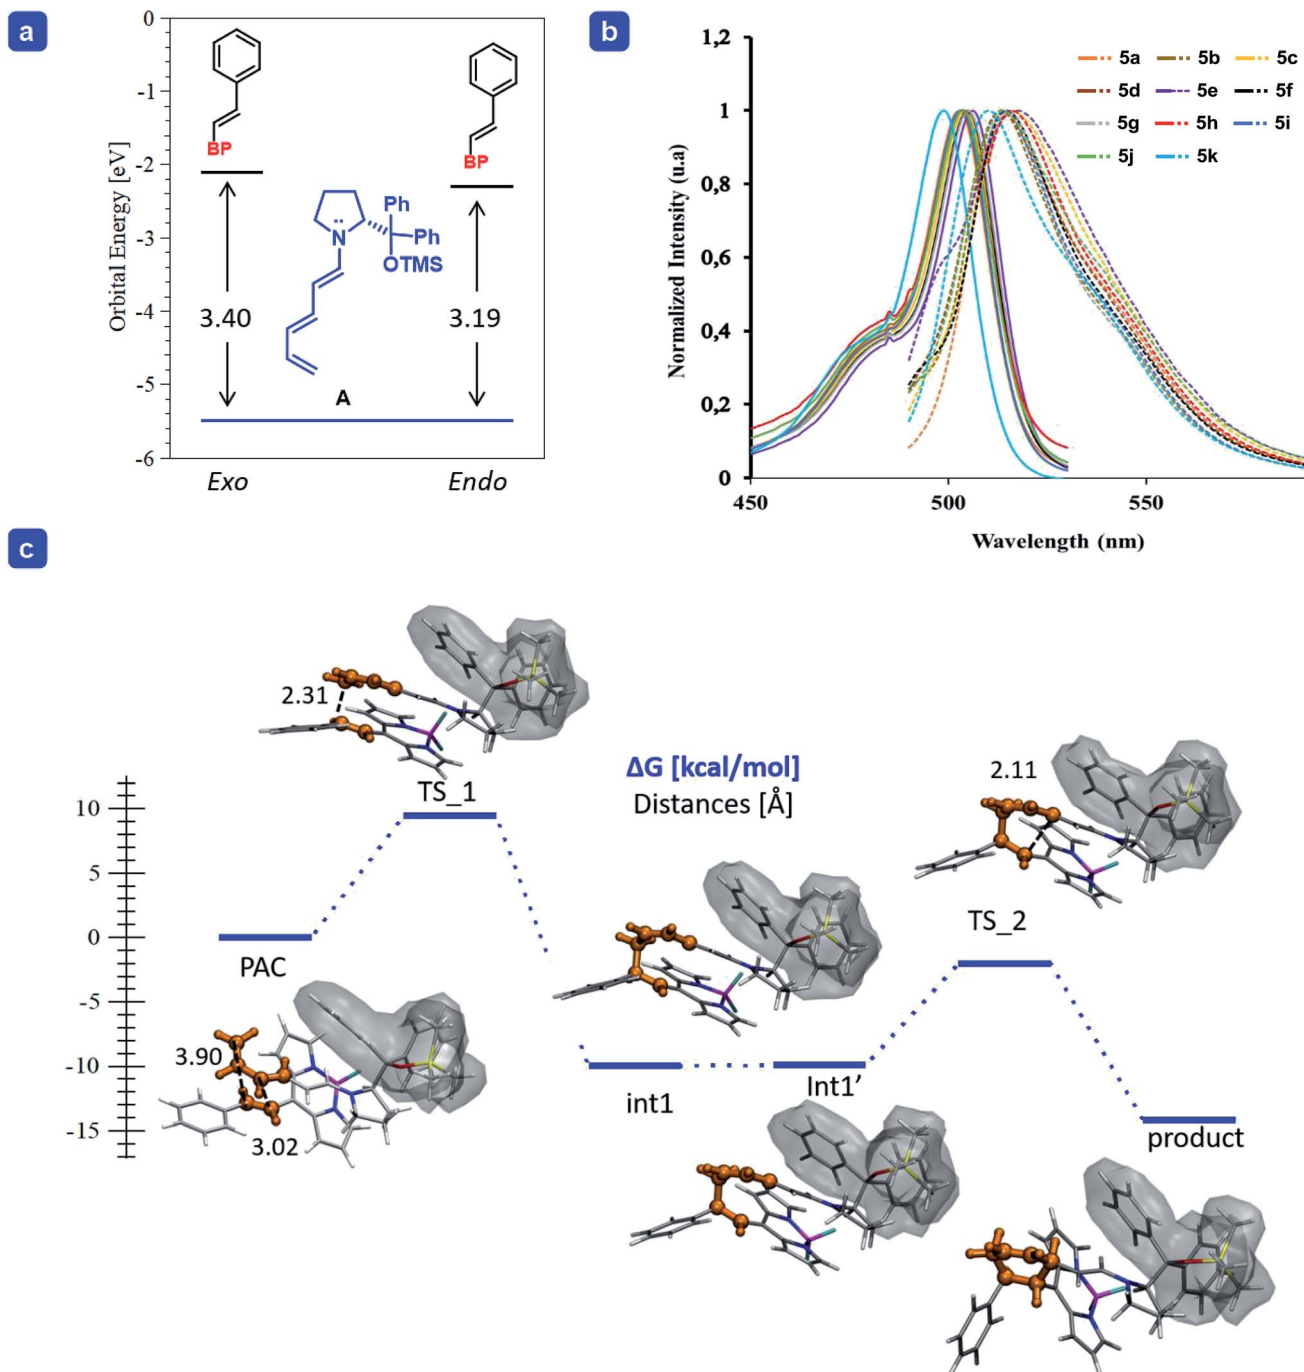 a
Orbital Energy [eV]
0
-1
-2
-3
-4
-5
-6
BP
BP
N
Ph
Ph
OTMS
3.40
3.19
A
Exo
Endo
b
Normalized Intensity (u.a)
1,2
1
0,8
0,6
0,4
0,2
0
450
500
550
Wavelength (nm)
5a
5b
5c
5d
5e
5f
5g
5h
5i
5j
5k
c
ΔG [kcal/mol]
Distances [Å]
10
5
0
-5
-10
-15
2.31
TS_1
PAC
3.90
3.02
int1
Int1’
2.11
TS_2
product